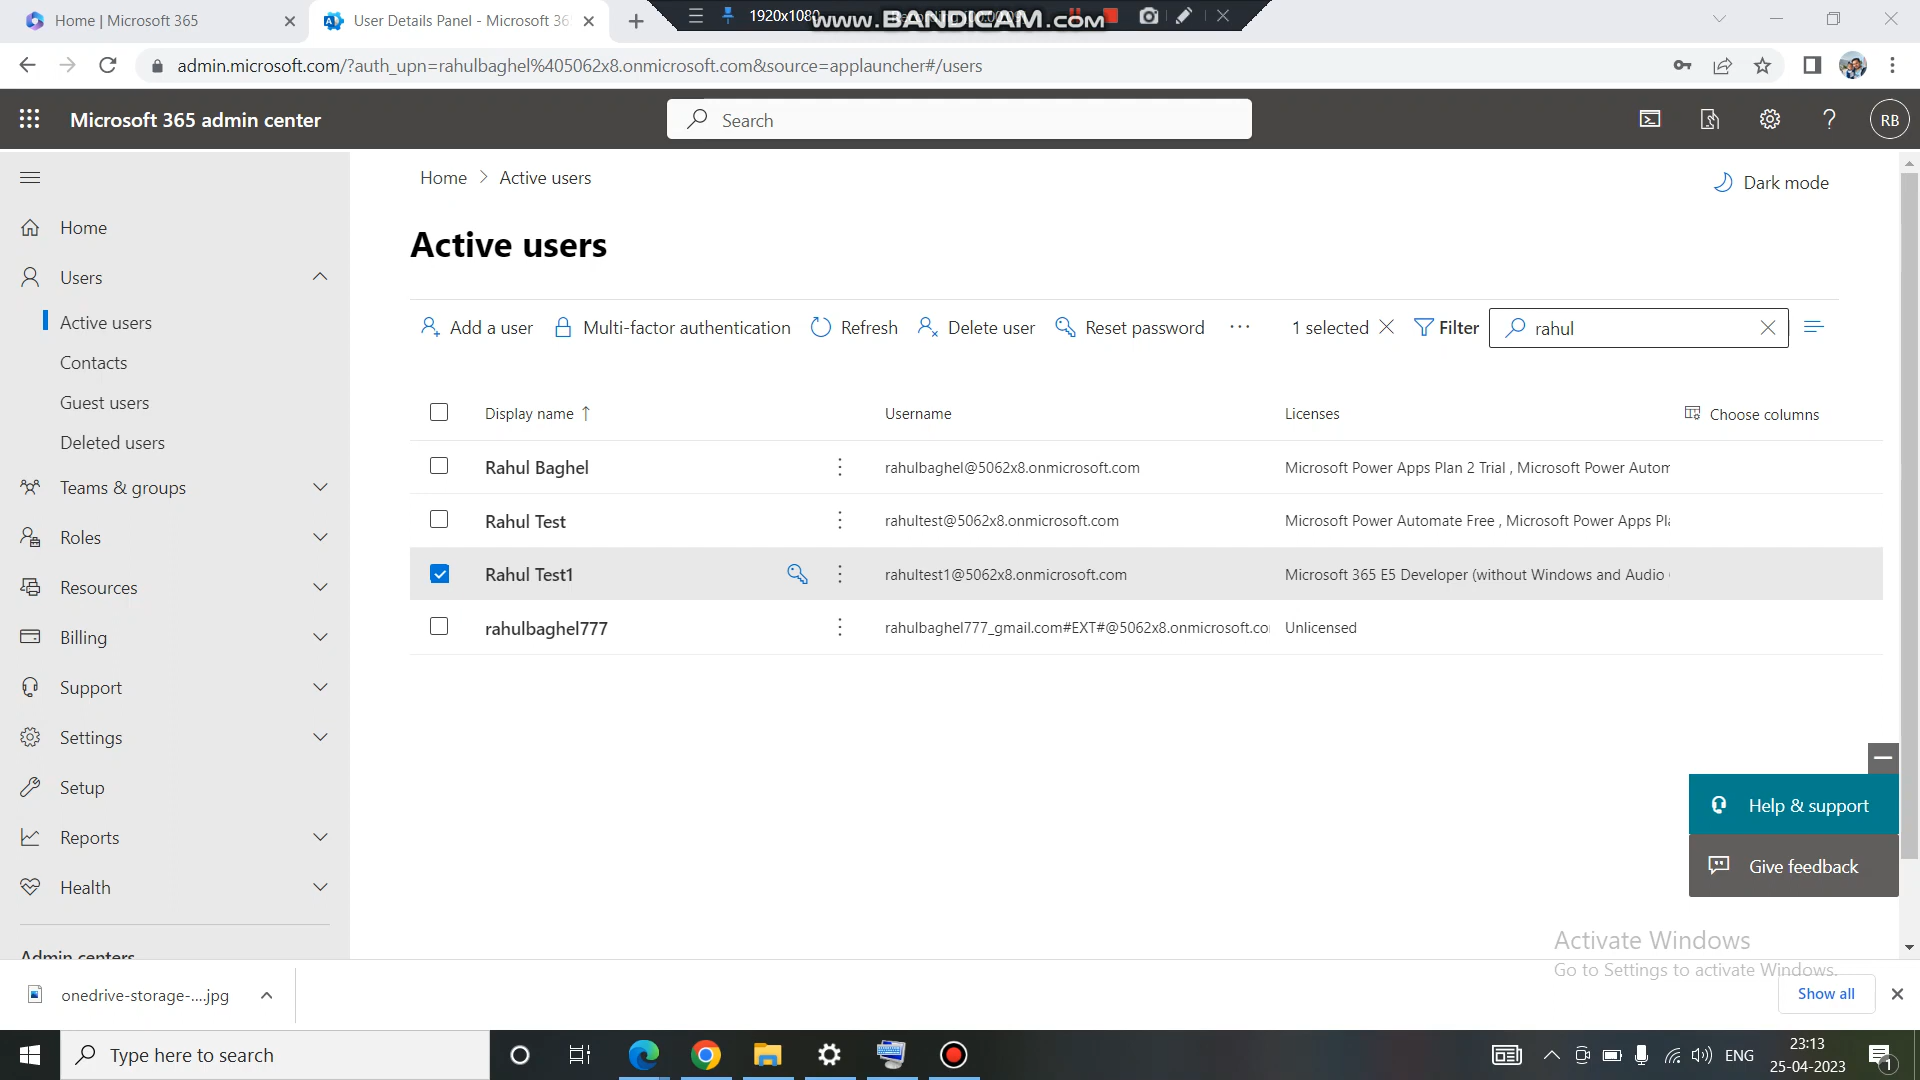 Home | Microsoft 365
User Details Panel - Microsoft 36
1920x1080
www.BANDICAM.com
admin.microsoft.com/?auth_upn=rahulbaghel%405062x8.onmicrosoft.com&source=applauncher#/users
Microsoft 365 admin center
Search
RB
Home > Active users
Dark mode
Home
Users
Active users
Contacts
Guest users
Deleted users
Teams & groups
Roles
Resources
Billing
Support
Settings
Setup
Reports
Health
Admin centers
Active users
Add a user
Multi-factor authentication
Refresh
Delete user
Reset password
1 selected
Filter
rahul
Display name ↑
Username
Licenses
Choose columns
Rahul Baghel
rahulbaghel@5062x8.onmicrosoft.com
Microsoft Power Apps Plan 2 Trial , Microsoft Power Autom
Rahul Test
rahultest@5062x8.onmicrosoft.com
Microsoft Power Automate Free , Microsoft Power Apps Pla
Rahul Test1
rahultest1@5062x8.onmicrosoft.com
Microsoft 365 E5 Developer (without Windows and Audio
rahulbaghel777
rahulbaghel777_gmail.com#EXT#@5062x8.onmicrosoft.co
Unlicensed
Help & support
Give feedback
Activate Windows
Go to Settings to activate Windows.
onedrive-storage-....jpg
Show all
Type here to search
ENG
23:13
25-04-2023
1